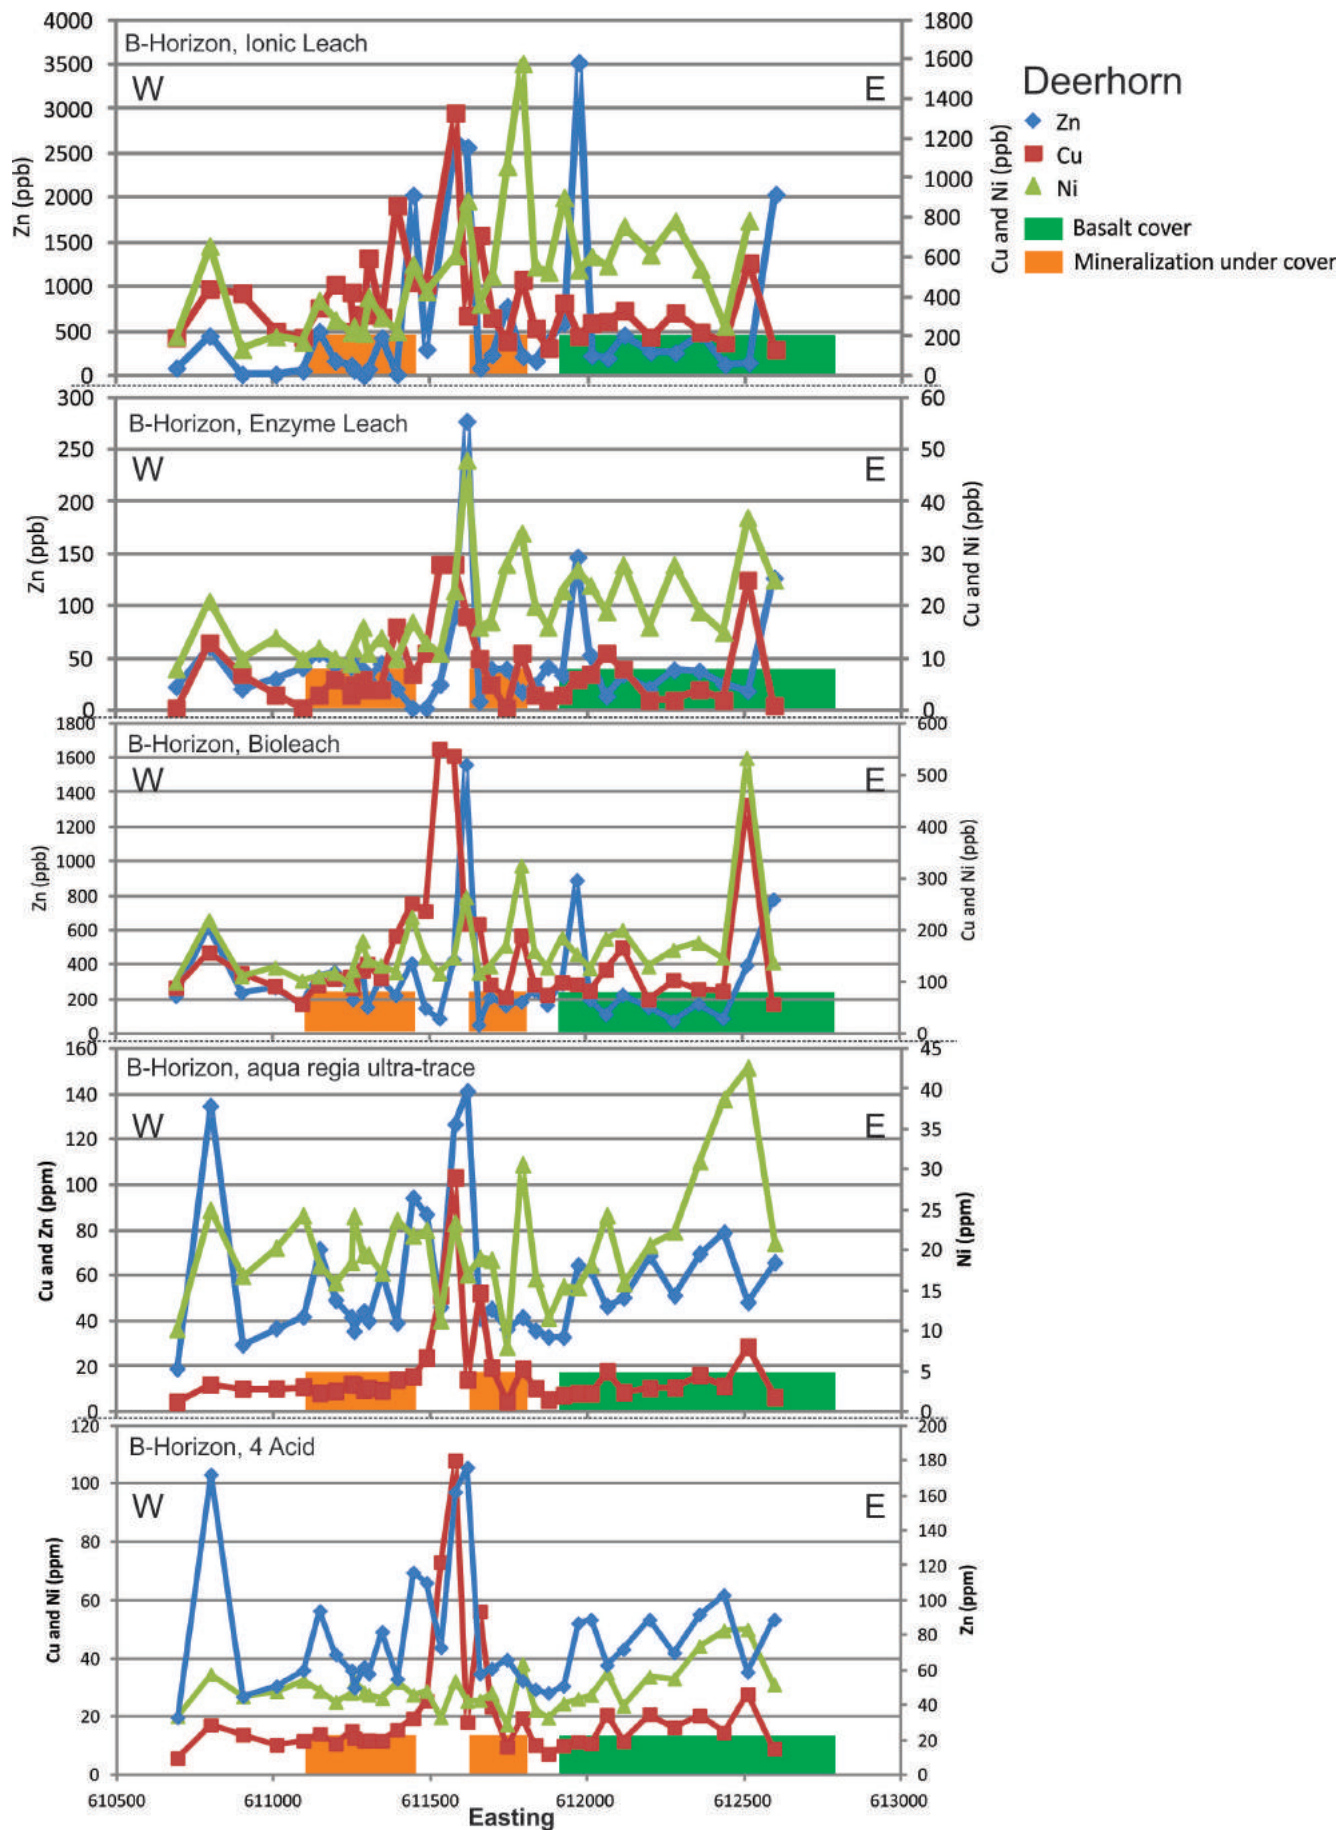 B-Horizon, Ionic Leach
W
E
Zn (ppb)
4000
3500
3000
2500
2000
1500
1000
500
0
Cu and Ni (ppb)
1800
1600
1400
1200
1000
800
600
400
200
0
Deerhorn
Zn
Cu
Ni
Basalt cover
Mineralization under cover
B-Horizon, Enzyme Leach
W
E
Zn (ppb)
300
250
200
150
100
50
0
Cu and Ni (ppb)
60
50
40
30
20
10
0
B-Horizon, Bioleach
W
E
Zn (ppb)
1800
1600
1400
1200
1000
800
600
400
200
0
Cu and Ni (ppb)
600
500
400
300
200
100
0
B-Horizon, aqua regia ultra-trace
W
E
Cu and Zn (ppm)
160
140
120
100
80
60
40
20
0
Ni (ppm)
45
40
35
30
25
20
15
10
5
0
B-Horizon, 4 Acid
W
E
Cu and Ni (ppm)
120
100
80
60
40
20
0
Zn (ppm)
200
180
160
140
120
100
80
60
40
20
0
610500 611000 611500 612000 612500 613000
Easting